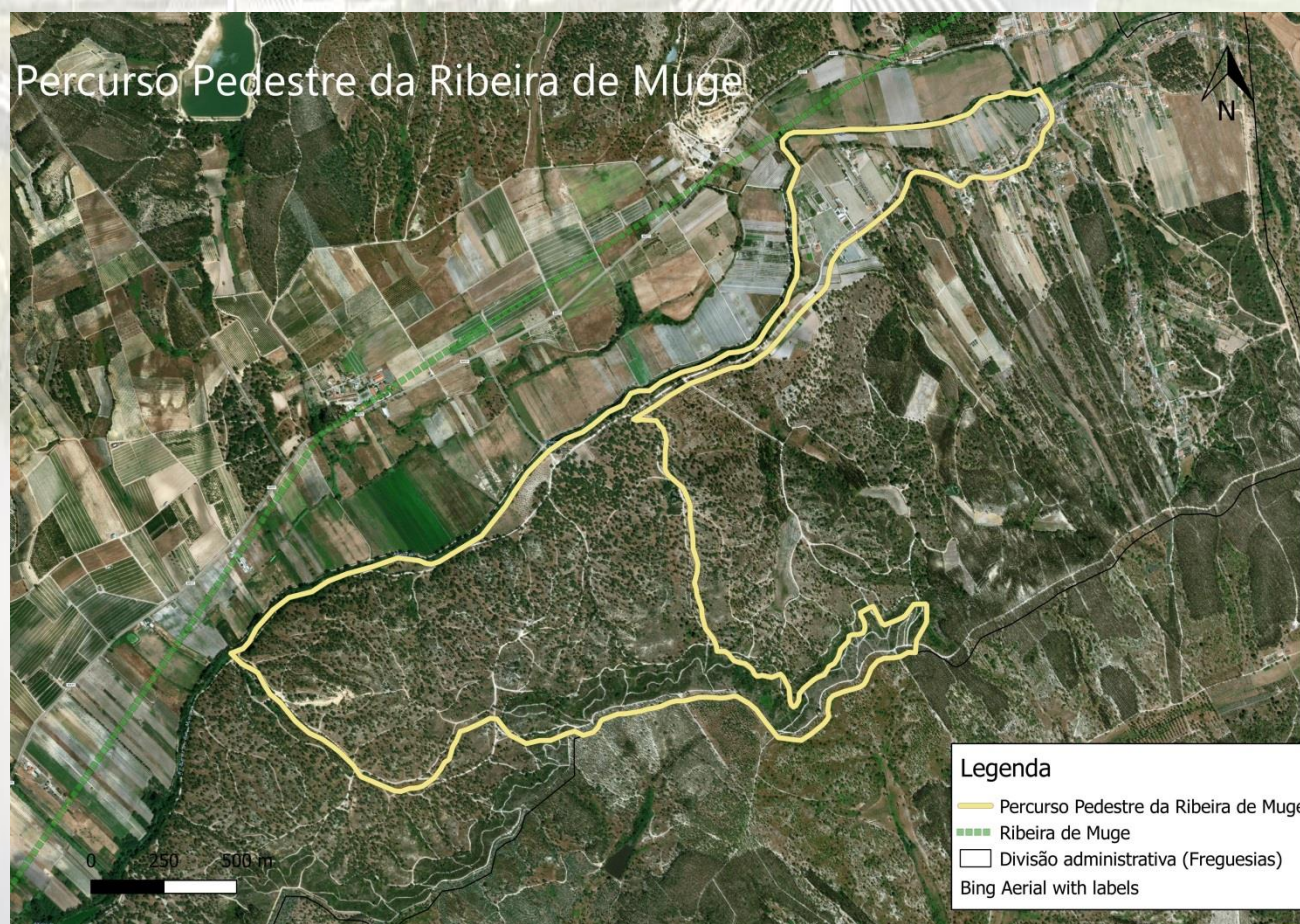 Percurso Pedestre da Ribeira de Muge
N
Legenda
Percurso Pedestre da Ribeira de Muge
Ribeira de Muge
Divisão administrativa (Freguesias)
Bing Aerial with labels
0 250 500 m